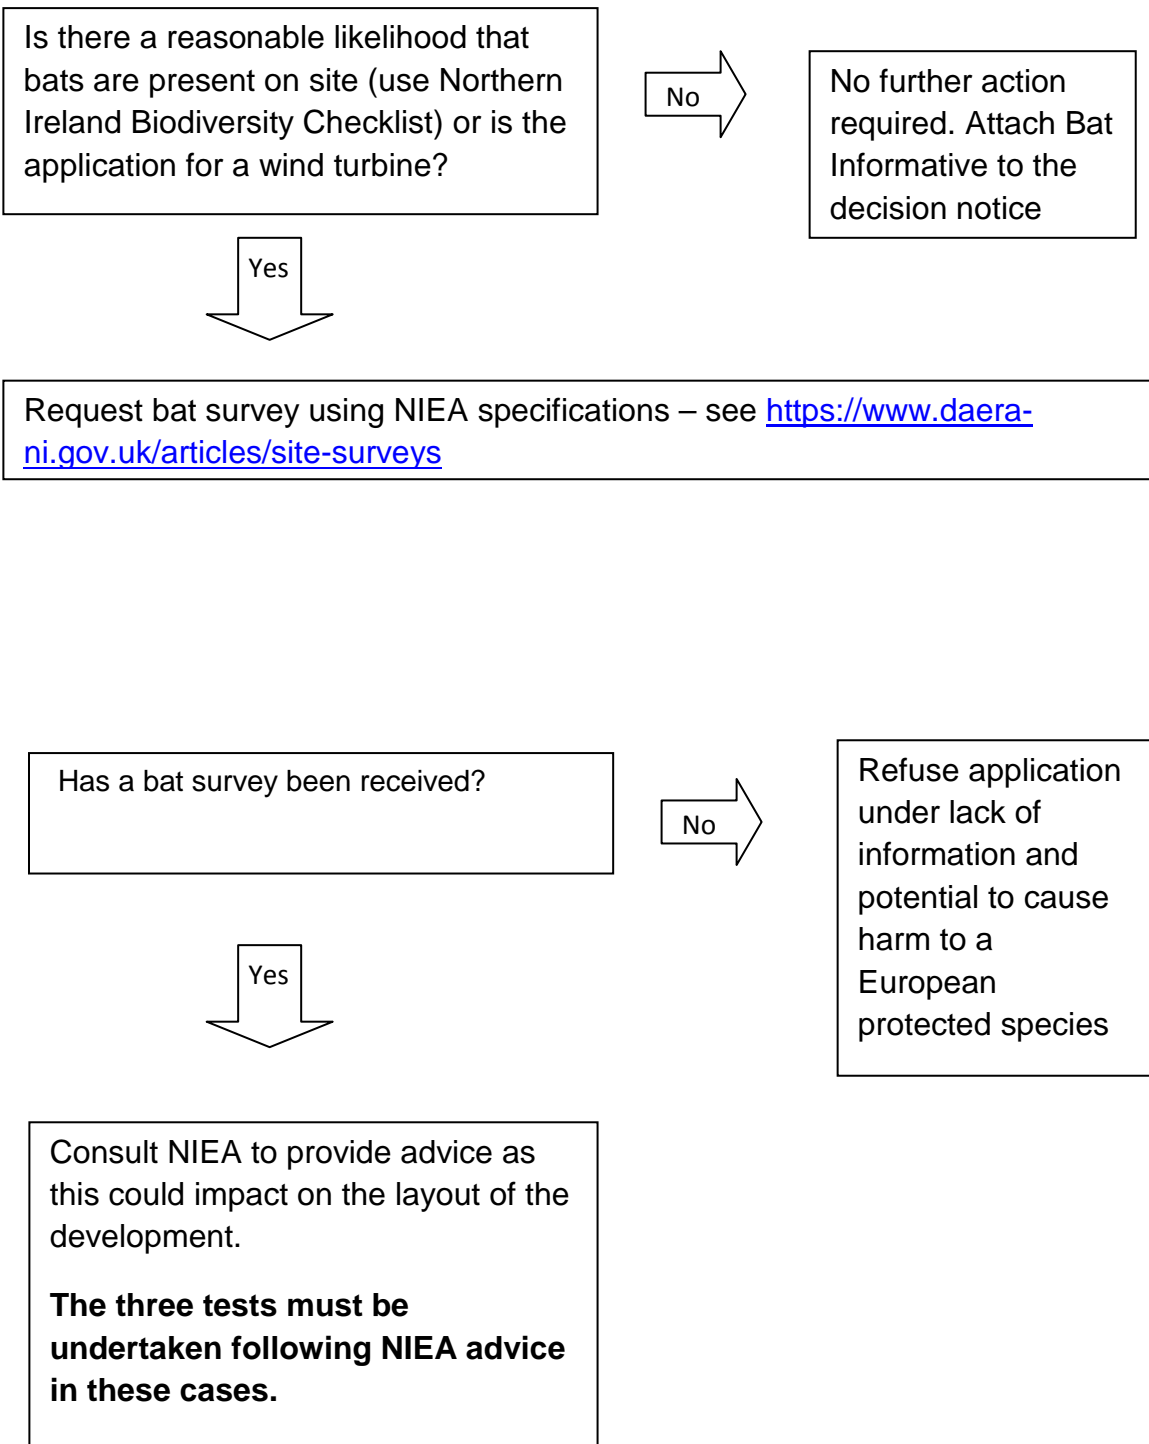 Is there a reasonable likelihood that
bats are present on site (use Northern
Ireland Biodiversity Checklist) or is the
application for a wind turbine?
No
No further action
required. Attach Bat
Informative to the
decision notice
Yes
Request bat survey using NIEA specifications – see https://www.daera-
ni.gov.uk/articles/site-surveys
Has a bat survey been received?
No
Refuse application
under lack of
information and
potential to cause
harm to a
European
protected species
Yes
Consult NIEA to provide advice as
this could impact on the layout of the
development.
The three tests must be
undertaken following NIEA advice
in these cases.